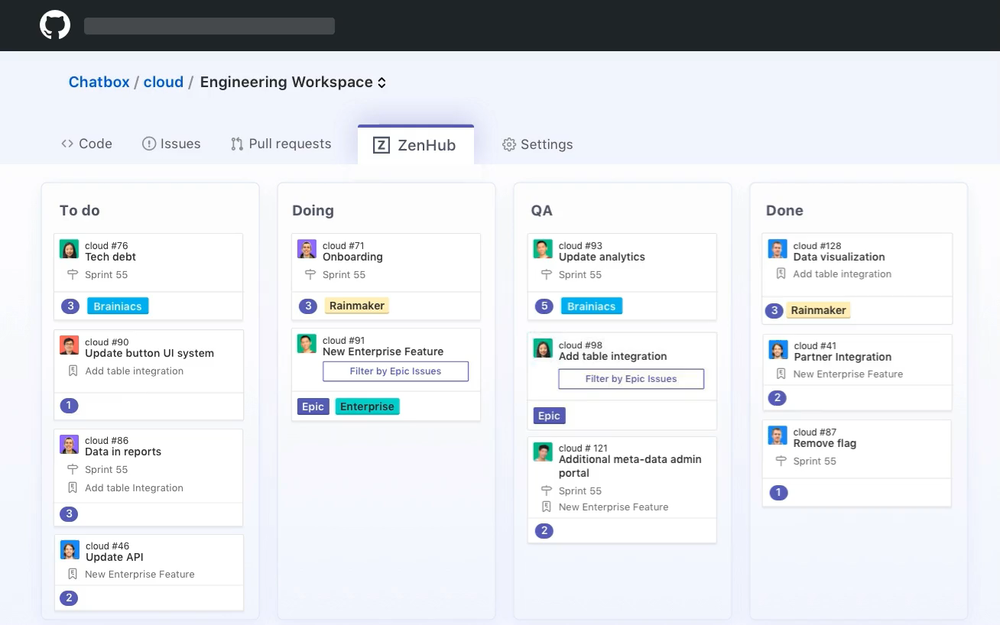 Chatbox / cloud / Engineering Workspace
Code Issues Pull requests Z ZenHub Settings
To do
cloud #76
Tech debt
Sprint 55
3 Brainiacs
cloud #90
Update button UI system
Add table integration
1
cloud #86
Data in reports
Sprint 55
Add table Integration
3
cloud #46
Update API
New Enterprise Feature
2
Doing
cloud #71
Onboarding
Sprint 55
3 Rainmaker
cloud #91
New Enterprise Feature
Filter by Epic Issues
Epic Enterprise
QA
cloud #93
Update analytics
Sprint 55
5 Brainiacs
cloud #98
Add table integration
Filter by Epic Issues
Epic
cloud # 121
Additional meta-data admin
portal
Sprint 55
New Enterprise Feature
2
Done
cloud #128
Data visualization
Add table integration
3 Rainmaker
cloud #41
Partner Integration
New Enterprise Feature
2
cloud #87
Remove flag
Sprint 55
1